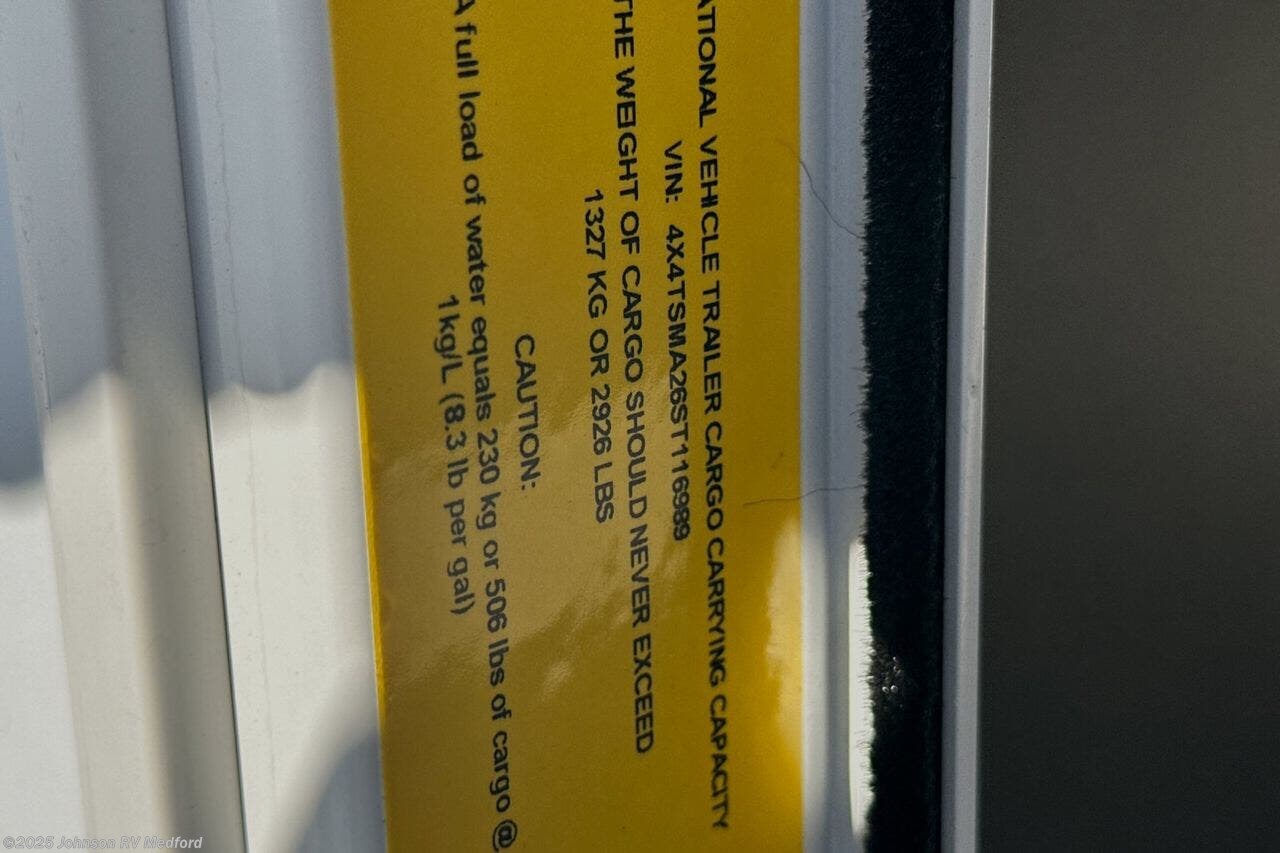 ATIONAL VEHICLE TRAILER CARGO CARRYING CAPACITY
VIN: 4X4TSMA26ST116989
THE WEIGHT OF CARGO SHOULD NEVER EXCEED
1327 KG OR 2926 LBS
CAUTION:
A full load of water equals 230 kg or 506 lbs of cargo @
1 kg/L (8.3 lb per gal)
©2025 Johnson RV Medford